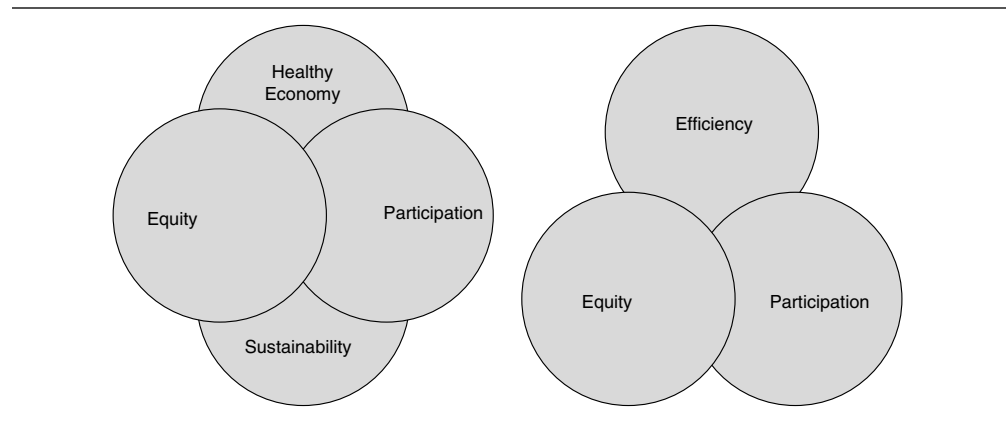 Healthy
Economy
Equity
Participation
Sustainability
Efficiency
Equity
Participation